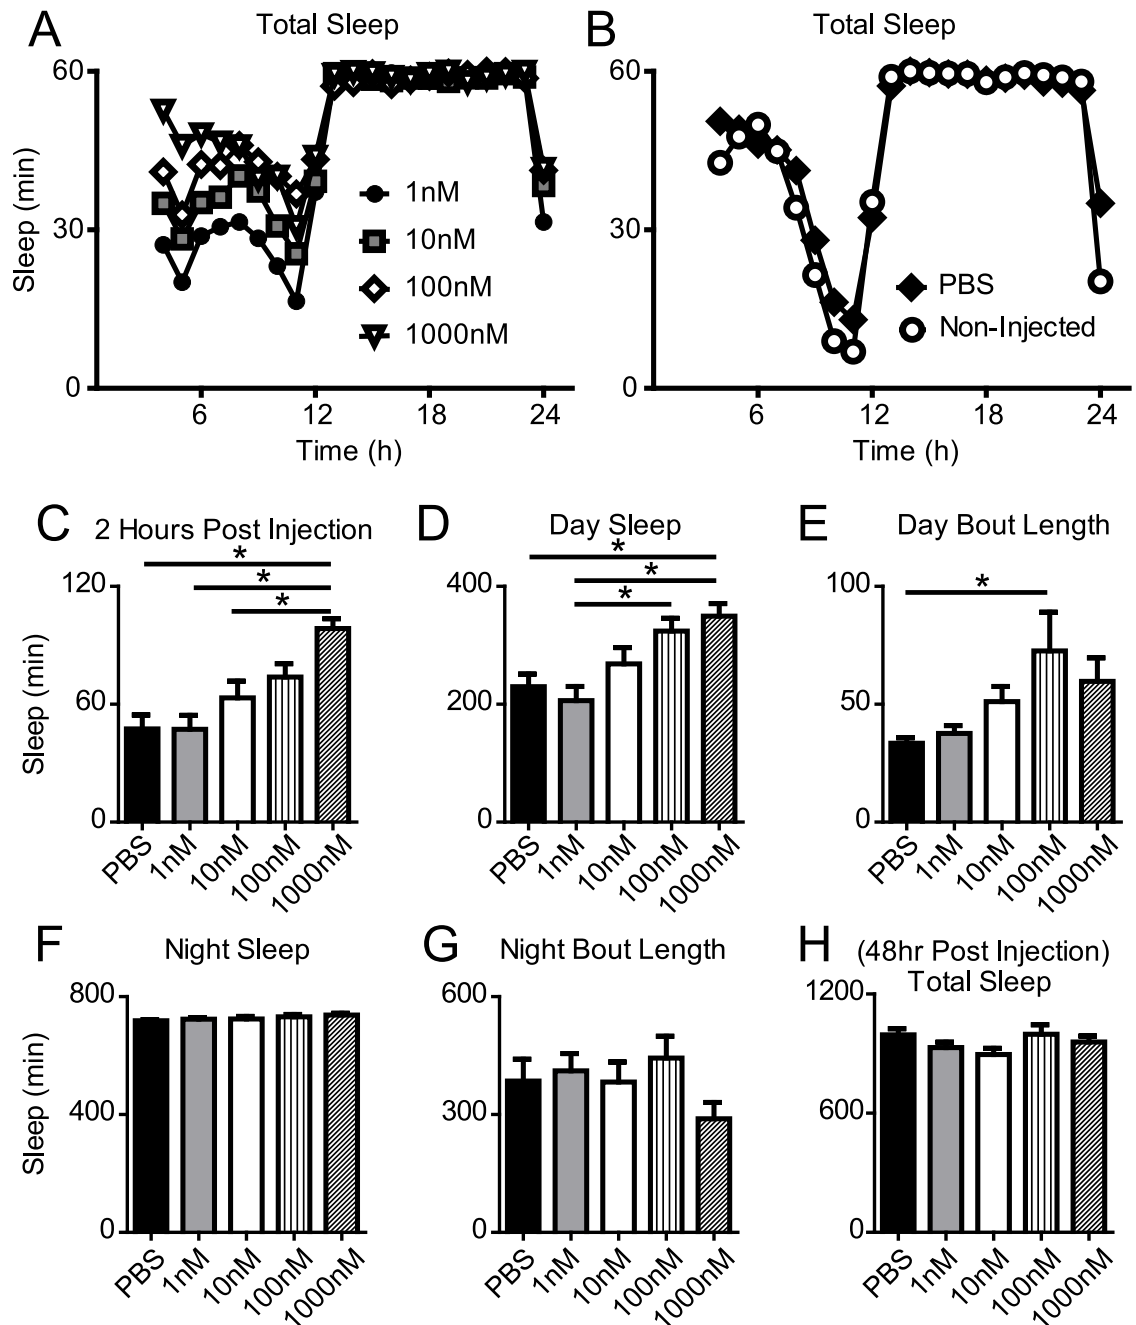 A
Total Sleep
Sleep (min)
60
30
0
6
12
18
24
Time (h)
1nM
10nM
100nM
1000nM
B
Total Sleep
60
30
0
6
12
18
24
Time (h)
PBS
Non-Injected
C
2 Hours Post Injection
*
*
*
Sleep (min)
120
60
0
PBS
1nM
10nM
100nM
1000nM
D
Day Sleep
*
*
*
400
200
0
PBS
1nM
10nM
100nM
1000nM
E
Day Bout Length
*
100
50
0
PBS
1nM
10nM
100nM
1000nM
F
Night Sleep
Sleep (min)
800
400
0
PBS
1nM
10nM
100nM
1000nM
G
Night Bout Length
600
300
0
PBS
1nM
10nM
100nM
1000nM
H
(48hr Post Injection)
Total Sleep
1200
600
0
PBS
1nM
10nM
100nM
1000nM